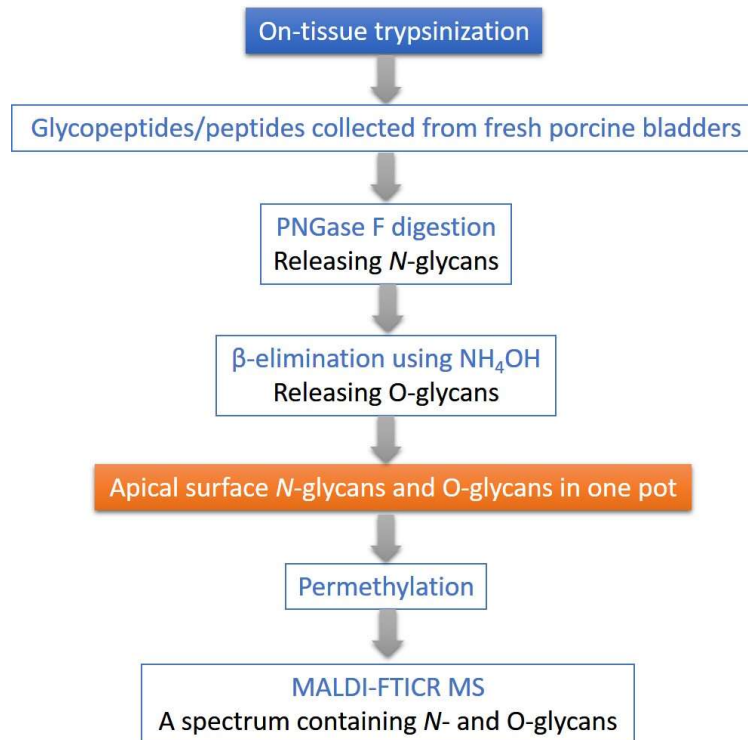 On-tissue trypsinization
Glycopeptides/peptides collected from fresh porcine bladders
PNGase F digestion
Releasing N-glycans
β-elimination using NH₄OH
Releasing O-glycans
Apical surface N-glycans and O-glycans in one pot
Permethylation
MALDI-FTICR MS
A spectrum containing N- and O-glycans